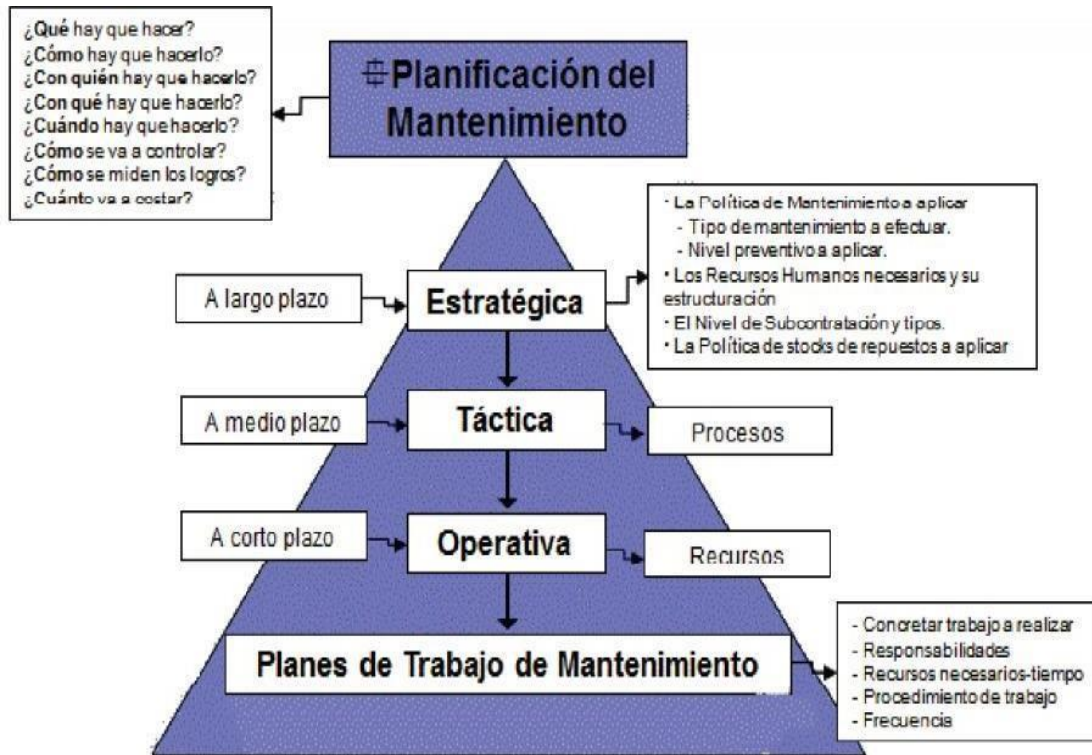 ¿Qué hay que hacer?
¿Cómo hay que hacerlo?
¿Con quién hay que hacerlo?
¿Con qué hay que hacerlo?
¿Cuándo hay que hacerlo?
¿Cómo se va a controlar?
¿Cómo se miden los logros?
¿Cuánto va a costar?
Planificación del
Mantenimiento
· La Política de Mantenimiento a aplicar
- Tipo de mantenimiento a efectuar.
- Nivel preventivo a aplicar.
· Los Recursos Humanos necesarios y su
estructuración
· El Nivel de Subcontratación y tipos.
· La Política de stocks de repuestos a aplicar
A largo plazo
Estratégica
A medio plazo
Táctica
Procesos
A corto plazo
Operativa
Recursos
Planes de Trabajo de Mantenimiento
- Concretar trabajo a realizar
- Responsabilidades
- Recursos necesarios-tiempo
- Procedimiento de trabajo
- Frecuencia